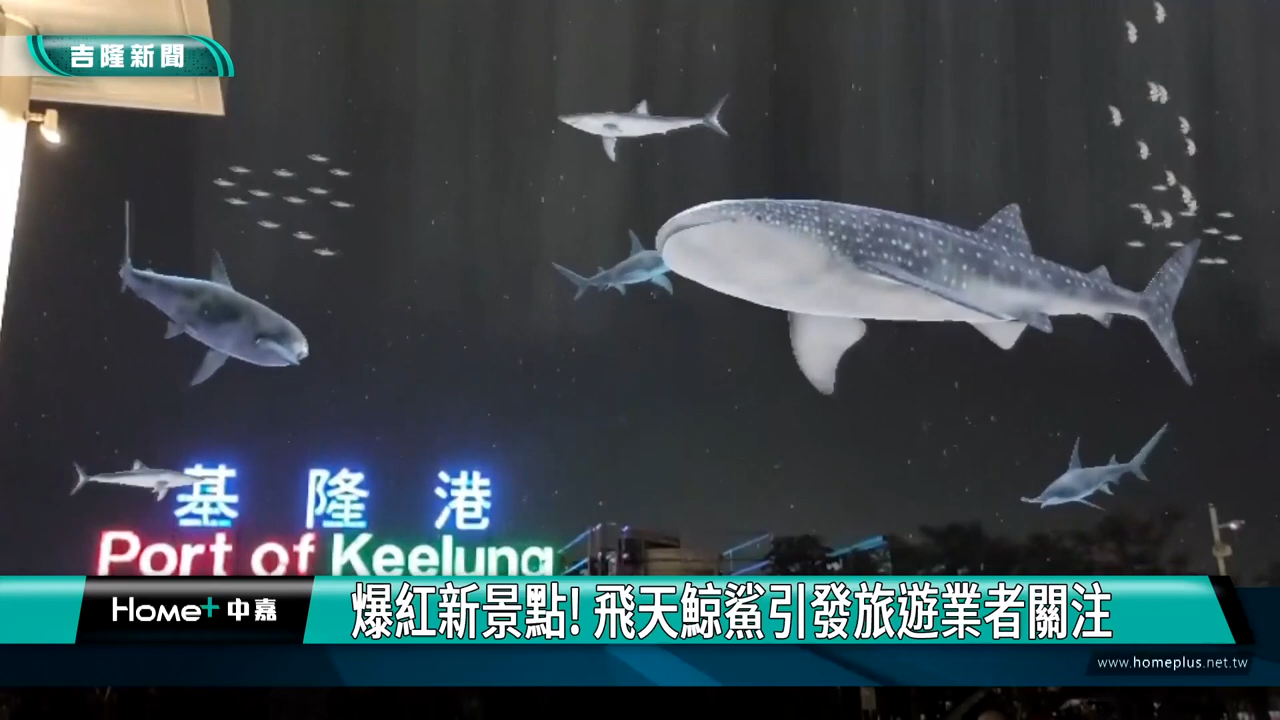 吉隆新聞
基隆港
Port of Keelung
Home+ 中嘉
爆紅新景點! 飛天鯨鯊引發旅遊業者關注
www.homeplus.net.tw